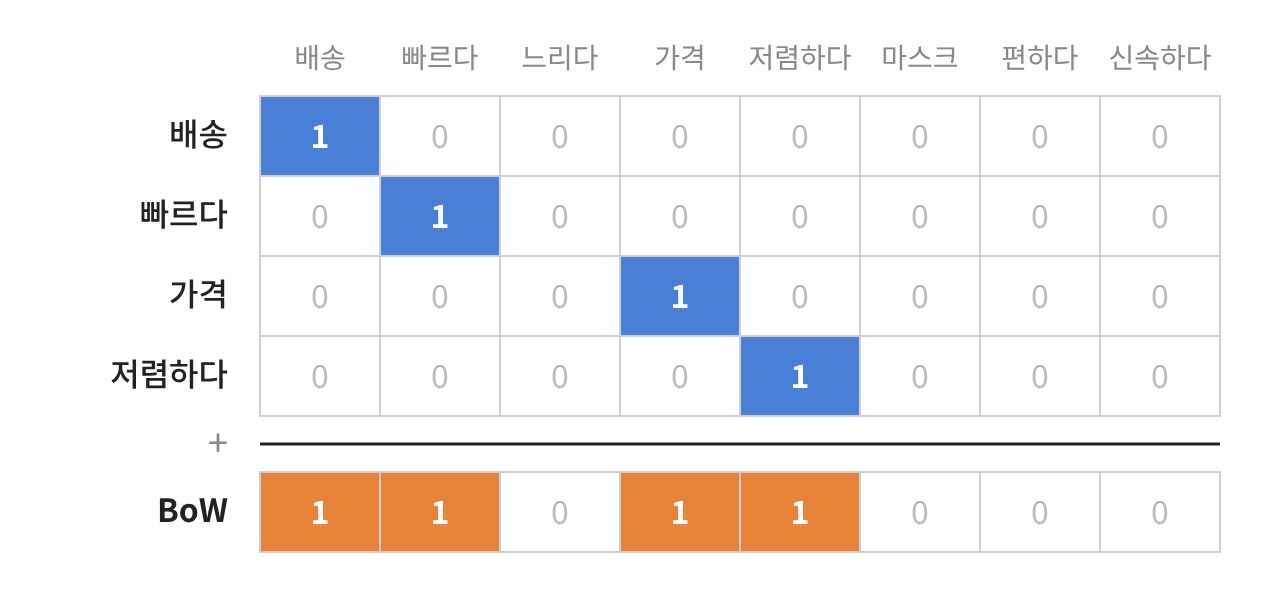 배송 빠르다 느리다 가격 저렴하다 마스크 편하다 신속하다
배송 1 0 0 0 0 0 0 0
빠르다 0 1 0 0 0 0 0 0
가격 0 0 0 1 0 0 0 0
저렴하다 0 0 0 0 1 0 0 0
+
BoW 1 1 0 1 1 0 0 0